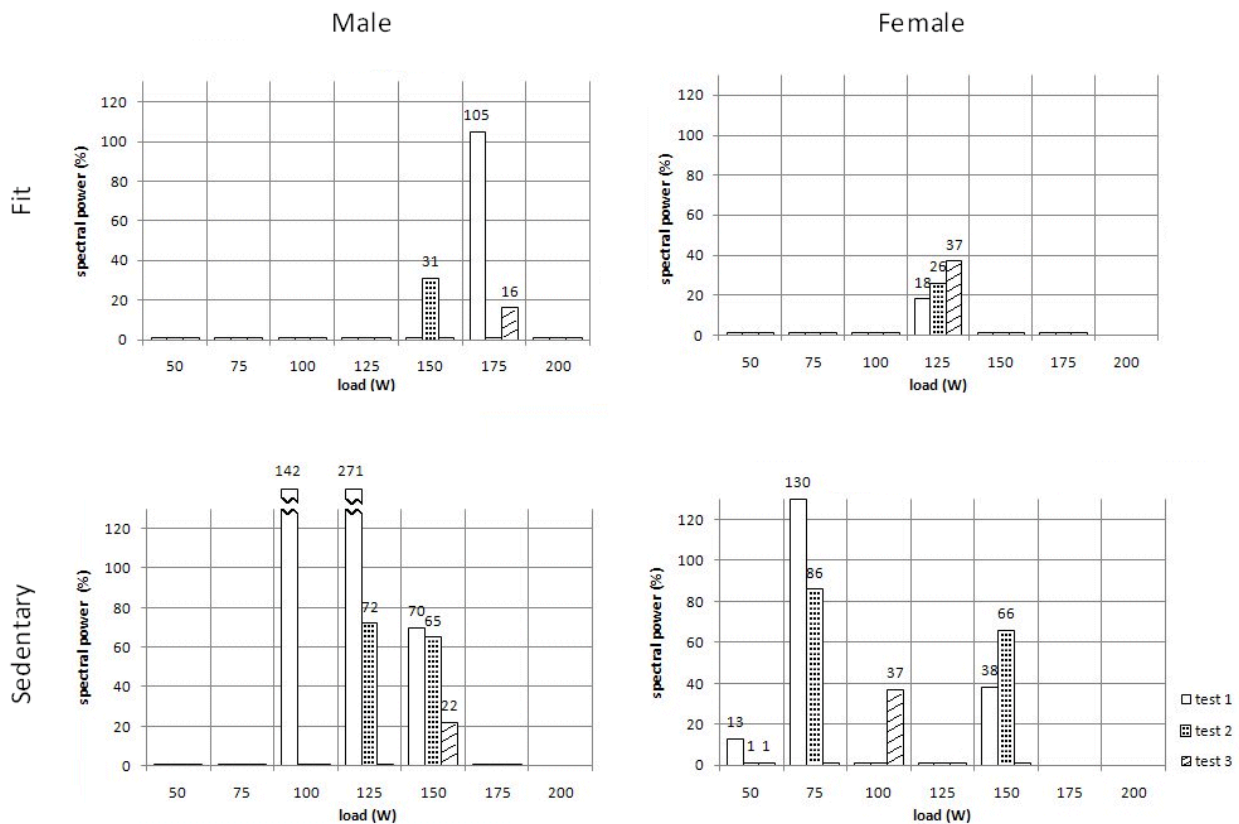 Male
Female
Fit
spectral power (%)
120
100
80
60
40
20
0
105
31
16
50 75 100 125 150 175 200
load (W)
spectral power (%)
120
100
80
60
40
20
0
18
26
37
50 75 100 125 150 175 200
load (W)
Sedentary
spectral power (%)
120
100
80
60
40
20
0
142
271
72
70
65
22
50 75 100 125 150 175 200
load (W)
spectral power (%)
120
100
80
60
40
20
0
13
1 1
130
86
37
38
66
50 75 100 125 150 175 200
load (W)
test 1
test 2
test 3